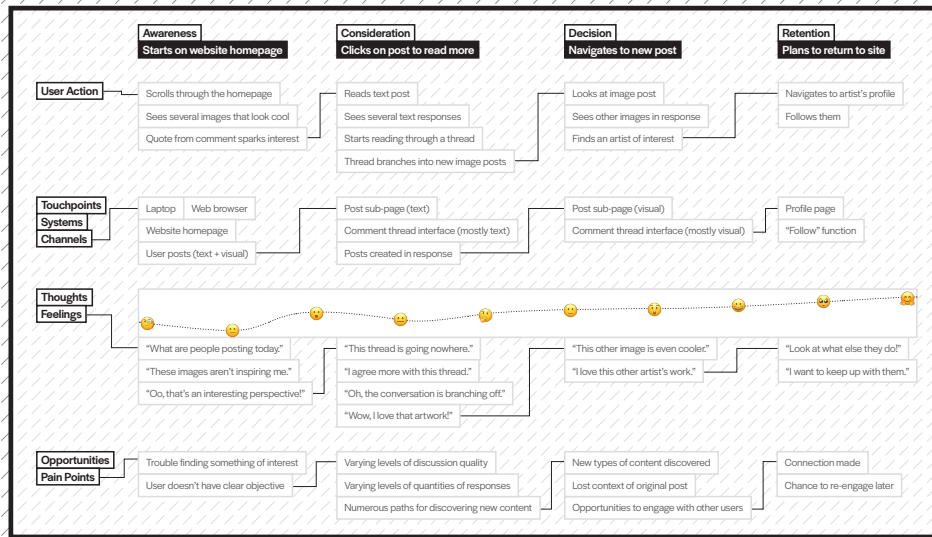 Awareness
Starts on website homepage
Consideration
Clicks on post to read more
Decision
Navigates to new post
Retention
Plans to return to site
User Action
Scrolls through the homepage
Sees several images that look cool
Quote from comment sparks interest
Reads text post
Sees several text responses
Starts reading through a thread
Thread branches into new image posts
Looks at image post
Sees other images in response
Finds an artist of interest
Navigates to artist's profile
Follows them
Touchpoints
Systems
Channels
Laptop
Web browser
Website homepage
User posts (text + visual)
Post sub-page (text)
Comment thread interface (mostly text)
Posts created in response
Post sub-page (visual)
Comment thread interface (mostly visual)
Profile page
“Follow” function
Thoughts
Feelings
“What are people posting today.”
“These images aren’t inspiring me.”
“Oo, that’s an interesting perspective!”
“This thread is going nowhere.”
“I agree more with this thread.”
“Oh, the conversation is branching off.”
“Wow, I love that artwork!”
“This other image is even cooler.”
“I love this other artist’s work.”
“Look at what else they do!”
“I want to keep up with them.”
Opportunities
Pain Points
Trouble finding something of interest
User doesn’t have clear objective
Varying levels of discussion quality
Varying levels of quantities of responses
Numerous paths for discovering new content
New types of content discovered
Lost context of original post
Opportunities to engage with other users
Connection made
Chance to re-engage later